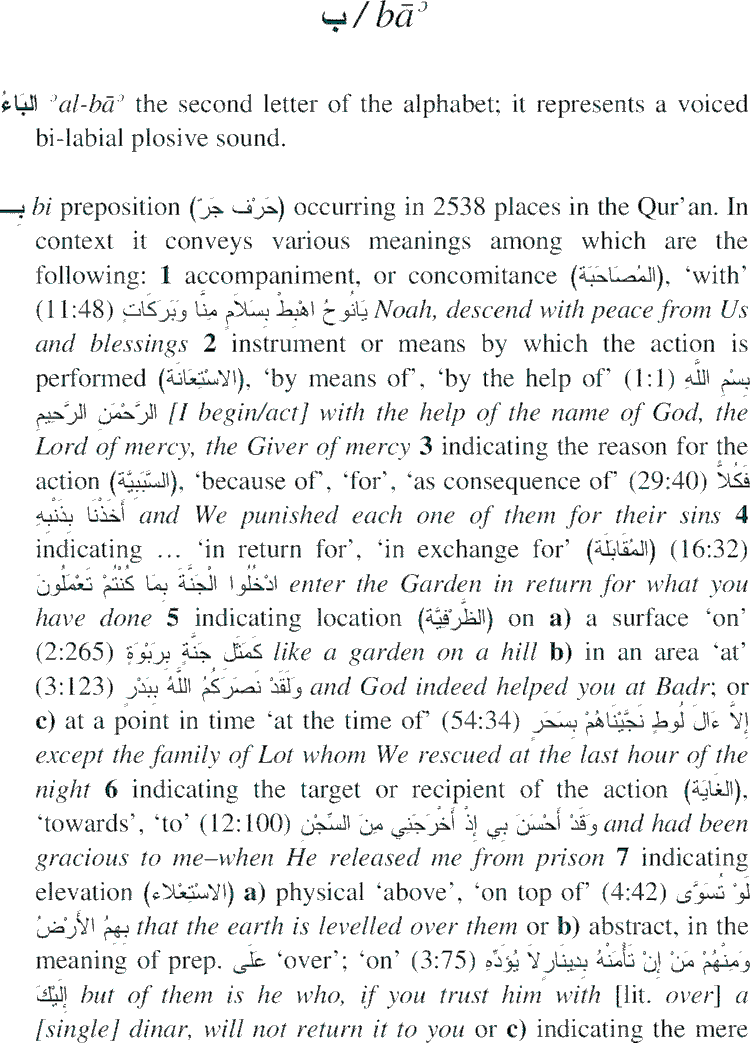 ب / bāʾ
البَاءُ ʾal-bāʾ the second letter of the alphabet; it represents a voiced
bi-labial plosive sound.
بِـ bi preposition (حَرْف جَرّ) occurring in 2538 places in the Qur'an. In
context it conveys various meanings among which are the
following: 1 accompaniment, or concomitance (المُصَاحَبَة), 'with'
(11:48) يَانُوحُ اهْبِطْ بِسَلَامٍ مِنَّا وَبَرَكَاتٍ Noah, descend with peace from Us
and blessings 2 instrument or means by which the action is
performed (الاسْتِعَانَة), 'by means of', 'by the help of' (1:1) بِسْمِ اللَّهِ
الرَّحْمَنِ الرَّحِيمِ [I begin/act] with the help of the name of God, the
Lord of mercy, the Giver of mercy 3 indicating the reason for the
action (السَّبَبِيَّة), 'because of', 'for', 'as consequence of' (29:40) فَكُلاًّ
أَخَذْنَا بِذَنْبِهِ and We punished each one of them for their sins 4
indicating ... 'in return for', 'in exchange for' (المُقَابَلَة) (16:32)
ادْخُلُوا الْجَنَّةَ بِمَا كُنْتُمْ تَعْمَلُونَ enter the Garden in return for what you
have done 5 indicating location (الظَّرْفِيَّة) on a) a surface 'on'
(2:265) كَمَثَلِ جَنَّةٍ بِرَبْوَةٍ like a garden on a hill b) in an area 'at'
(3:123) وَلَقَدْ نَصَرَكُمُ اللَّهُ بِبَدْرٍ and God indeed helped you at Badr; or
c) at a point in time 'at the time of' (54:34) إِلاَّ ءَالَ لُوطٍ نَجَّيْنَاهُمْ بِسَحَرٍ
except the family of Lot whom We rescued at the last hour of the
night 6 indicating the target or recipient of the action (الغَايَة),
'towards', 'to' (12:100) وَقَدْ أَحْسَنَ بِي إِذْ أَخْرَجَنِي مِنَ السِّجْنِ and had been
gracious to me–when He released me from prison 7 indicating
elevation (الاسْتِعْلاء) a) physical 'above', 'on top of' (4:42) لَوْ تُسَوَّى
بِهِمُ الأَرْضُ that the earth is levelled over them or b) abstract, in the
meaning of prep. عَلَى 'over'; 'on' (3:75) وَمِنْهُمْ مَنْ إِنْ تَأْمَنْهُ بِدِينَارٍ لاَ يُؤَدِّهِ
إِلَيْكَ but of them is he who, if you trust him with [lit. over] a
[single] dinar, will not return it to you or c) indicating the mere